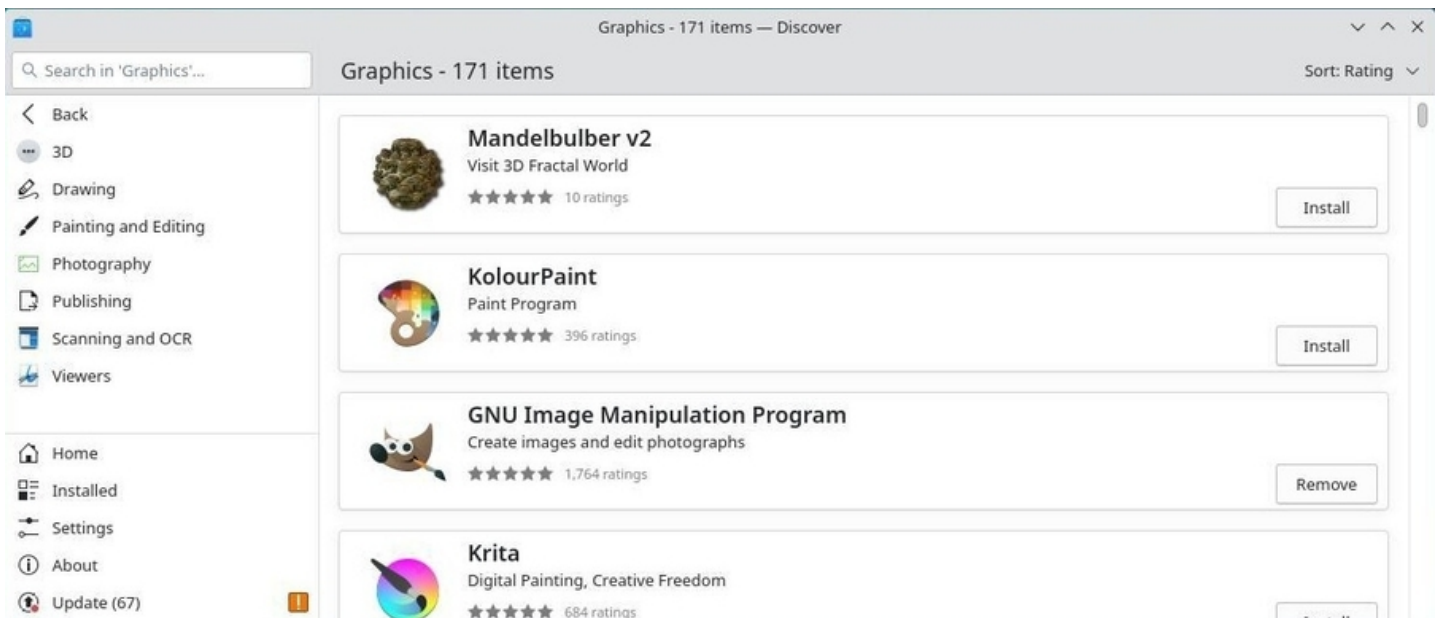 Graphics - 171 items — Discover
Search in 'Graphics'...
Graphics - 171 items
Sort: Rating
Back
3D
Drawing
Painting and Editing
Photography
Publishing
Scanning and OCR
Viewers
Home
Installed
Settings
About
Update (67)
Mandelbulber v2
Visit 3D Fractal World
10 ratings
Install
KolourPaint
Paint Program
396 ratings
Install
GNU Image Manipulation Program
Create images and edit photographs
1,764 ratings
Remove
Krita
Digital Painting, Creative Freedom
684 ratings